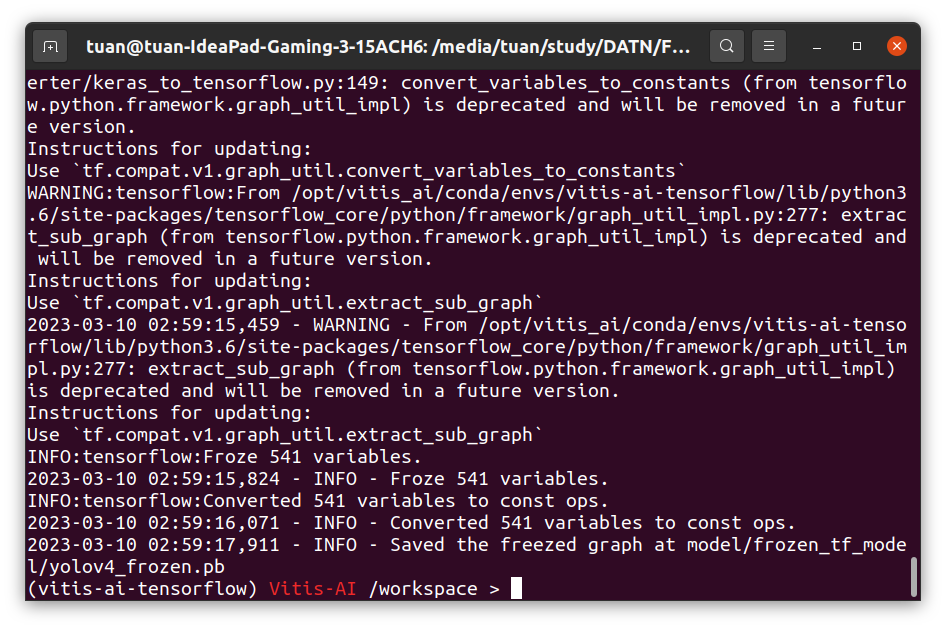 tuan@tuan-IdeaPad-Gaming-3-15ACH6: /media/tuan/study/DATN/F...
erter/keras_to_tensorflow.py:149: convert_variables_to_constants (from tensorflo
w.python.framework.graph_util_impl) is deprecated and will be removed in a futur
e version.
Instructions for updating:
Use `tf.compat.v1.graph_util.convert_variables_to_constants`
WARNING:tensorflow:From /opt/vitis_ai/conda/envs/vitis-ai-tensorflow/lib/python3
.6/site-packages/tensorflow_core/python/framework/graph_util_impl.py:277: extrac
t_sub_graph (from tensorflow.python.framework.graph_util_impl) is deprecated and
 will be removed in a future version.
Instructions for updating:
Use `tf.compat.v1.graph_util.extract_sub_graph`
2023-03-10 02:59:15,459 - WARNING - From /opt/vitis_ai/conda/envs/vitis-ai-tenso
rflow/lib/python3.6/site-packages/tensorflow_core/python/framework/graph_util_im
pl.py:277: extract_sub_graph (from tensorflow.python.framework.graph_util_impl)
is deprecated and will be removed in a future version.
Instructions for updating:
Use `tf.compat.v1.graph_util.extract_sub_graph`
INFO:tensorflow:Froze 541 variables.
2023-03-10 02:59:15,824 - INFO - Froze 541 variables.
INFO:tensorflow:Converted 541 variables to const ops.
2023-03-10 02:59:16,071 - INFO - Converted 541 variables to const ops.
2023-03-10 02:59:17,911 - INFO - Saved the freezed graph at model/frozen_tf_mode
l/yolov4_frozen.pb
(vitis-ai-tensorflow) Vitis-AI /workspace >